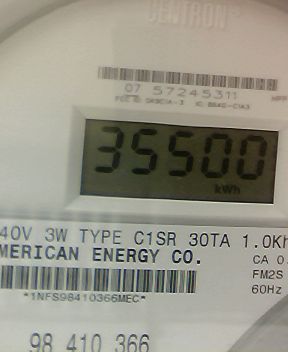 CENTRON
07 57245311
35500
kWh
40V 3W TYPE C1SR 30TA 1.0Kh
MERICAN ENERGY CO.
CA 0.
FM2S
60Hz
*1NFS98410366MEC*
98 410 366